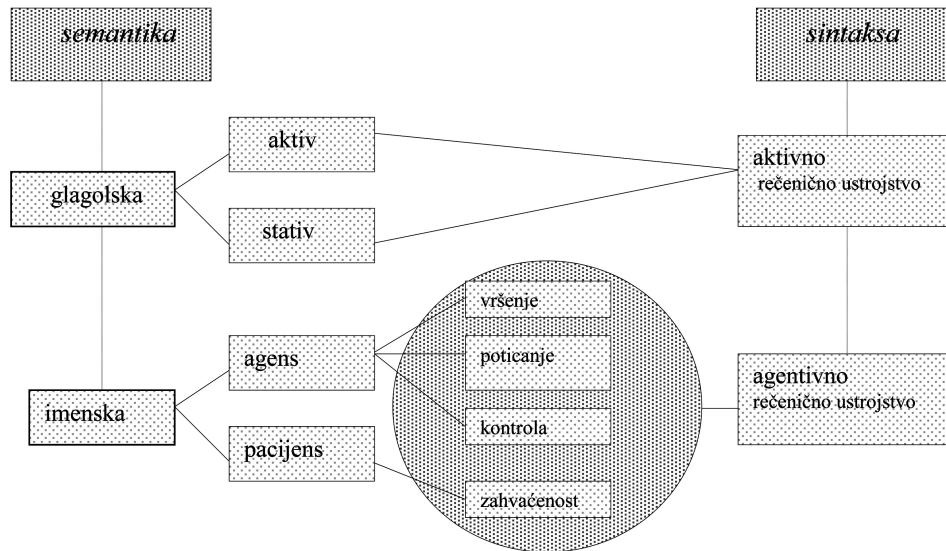 semantika
sintaksa
aktiv
aktivno
rečenično ustrojstvo
glagolska
stativ
vršenje
agens
poticanje
agentivno
rečenično ustrojstvo
imenska
kontrola
pacijens
zahvaćenost